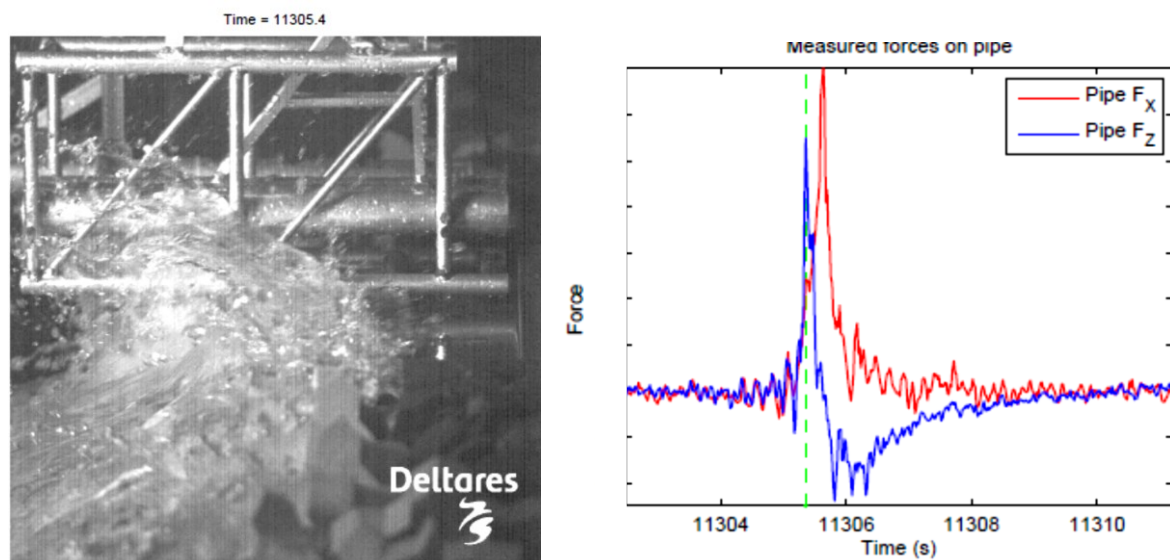 Time = 11305.4
Deltares
Measured forces on pipe
Pipe F_X
Pipe F_Z
Force
11304
11306
11308
11310
Time (s)